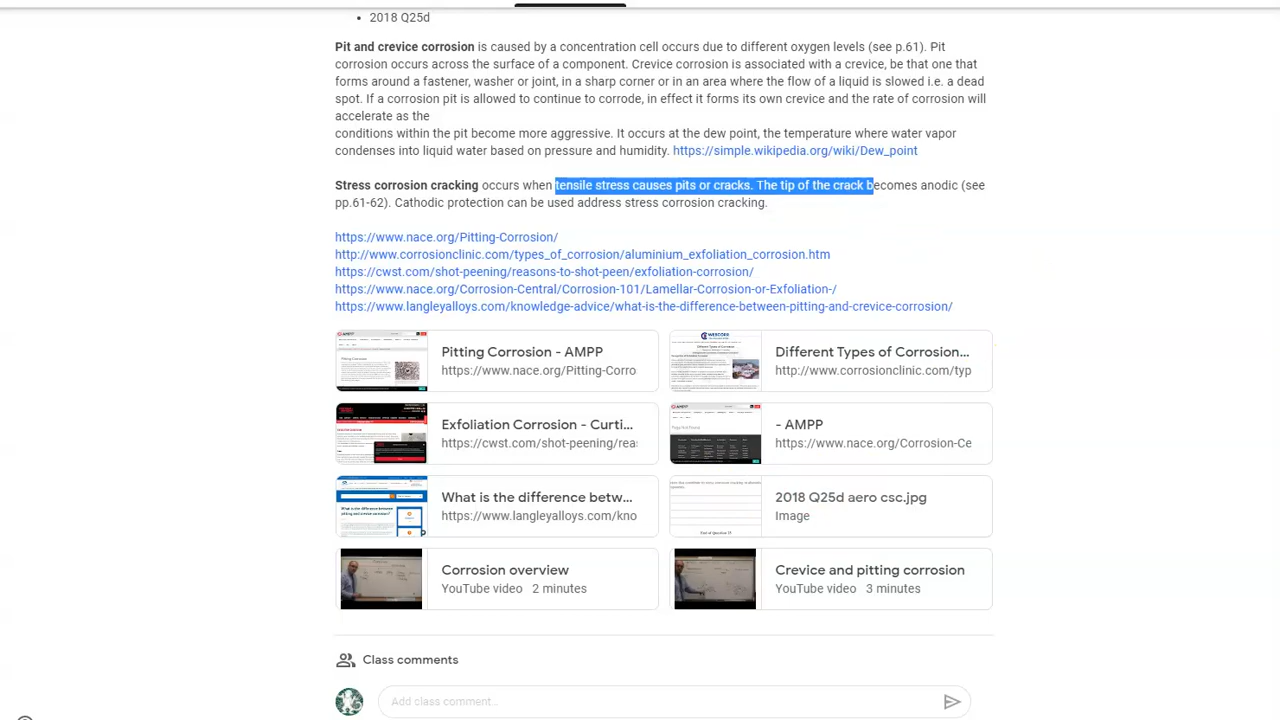 2018 Q25d
Pit and crevice corrosion is caused by a concentration cell occurs due to different oxygen levels (see p.61). Pit
corrosion occurs across the surface of a component. Crevice corrosion is associated with a crevice, be that one that
forms around a fastener, washer or joint, in a sharp corner or in an area where the flow of a liquid is slowed i.e. a dead
spot. If a corrosion pit is allowed to continue to corrode, in effect it forms its own crevice and the rate of corrosion will
accelerate as the
conditions within the pit become more aggressive. It occurs at the dew point, the temperature where water vapor
condenses into liquid water based on pressure and humidity. https://simple.wikipedia.org/wiki/Dew_point
Stress corrosion cracking occurs when tensile stress causes pits or cracks. The tip of the crack becomes anodic (see
pp.61-62). Cathodic protection can be used address stress corrosion cracking.
https://www.nace.org/Pitting-Corrosion/
http://www.corrosionclinic.com/types_of_corrosion/aluminium_exfoliation_corrosion.htm
https://cwst.com/shot-peening/reasons-to-shot-peen/exfoliation-corrosion/
https://www.nace.org/Corrosion-Central/Corrosion-101/Lamellar-Corrosion-or-Exfoliation-/
https://www.langleyalloys.com/knowledge-advice/what-is-the-difference-between-pitting-and-crevice-corrosion/
Pitting Corrosion - AMPP
https://www.nace.org/Pitting-Corro
Different Types of Corrosion...
http://www.corrosionclinic.com/typ
Exfoliation Corrosion - Curti...
https://cwst.com/shot-peening/rea
- AMPP
https://www.nace.org/Corrosion-Ce
What is the difference betw...
https://www.langleyalloys.com/kno
2018 Q25d aero csc.jpg
Image
Corrosion overview
YouTube video 2 minutes
Crevice and pitting corrosion
YouTube video 3 minutes
Class comments
Add class comment...